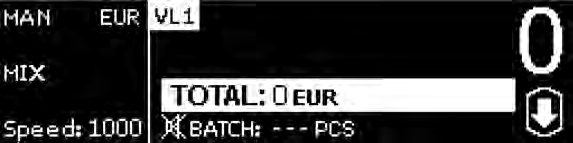 MAN EUR VL1
0
MIX
TOTAL: 0 EUR
Speed: 1000 BATCH: --- PCS